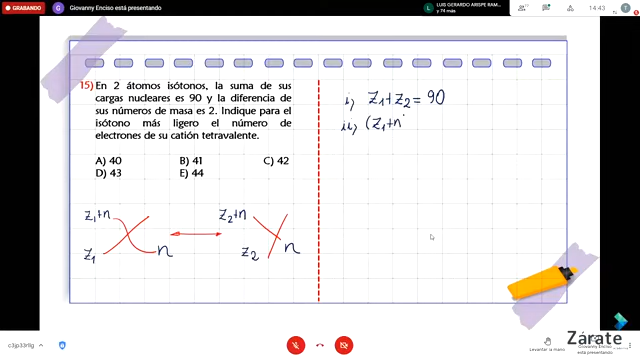 GRABANDO
G
Giovanny Enciso está presentando
L
LUIS GERARDO ARISPE RAM...
y 74 más
T
14:43
15) En 2 átomos isótonos, la suma de sus
cargas nucleares es 90 y la diferencia de
sus números de masa es 2. Indique para el
isótono más ligero el número de
electrones de su catión tetravalente.
A) 40 B) 41 C) 42
D) 43 E) 44
Z₁+n Z₂+n
Z₁ n Z₂ n
i) Z₁+Z₂ = 90
ii) (Z₁+n)
Zárate
c3jp33rllg
Levantar la mano
Giovanny Enciso
está presentando